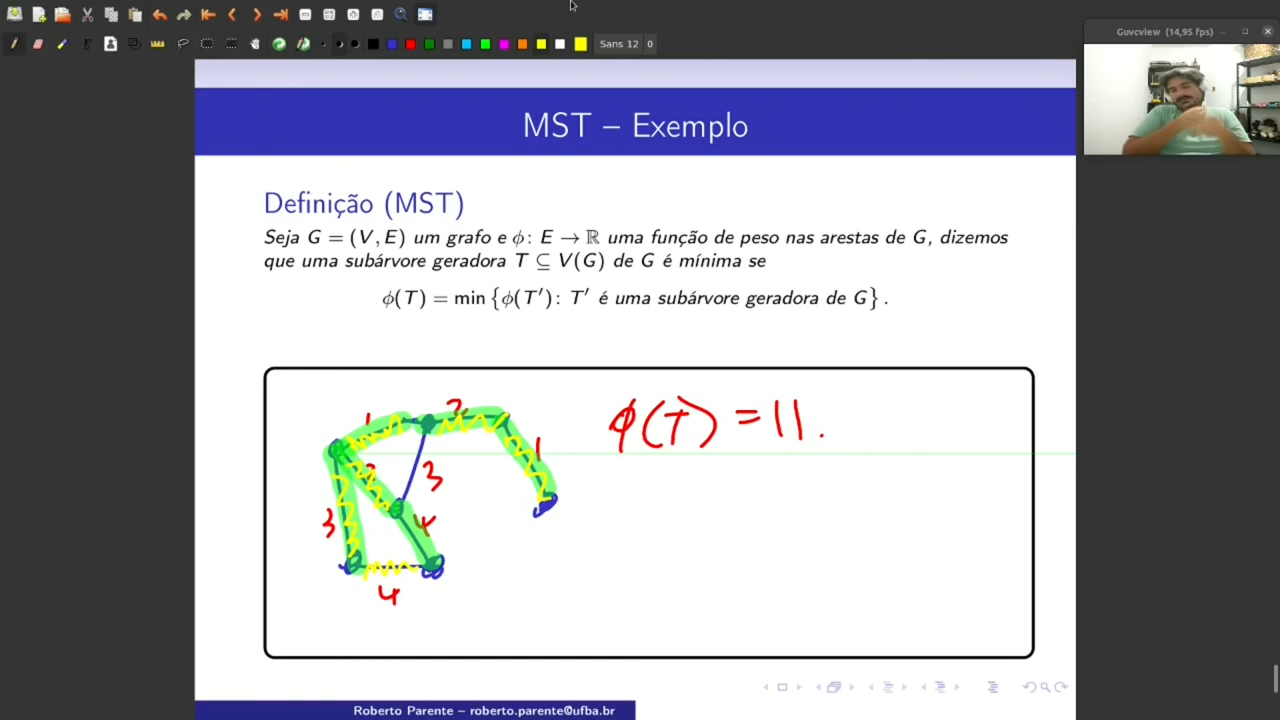 Sans 12 0
Guvcview (14,95 fps)
MST – Exemplo
Definição (MST)
Seja G = (V, E) um grafo e ϕ: E → ℝ uma função de peso nas arestas de G, dizemos
que uma subárvore geradora T ⊆ V(G) de G é mínima se
ϕ(T) = min {ϕ(T′): T′ é uma subárvore geradora de G}.
ϕ(T) = 11.
1
2
1
3
3
4
4
Roberto Parente – roberto.parente@ufba.br